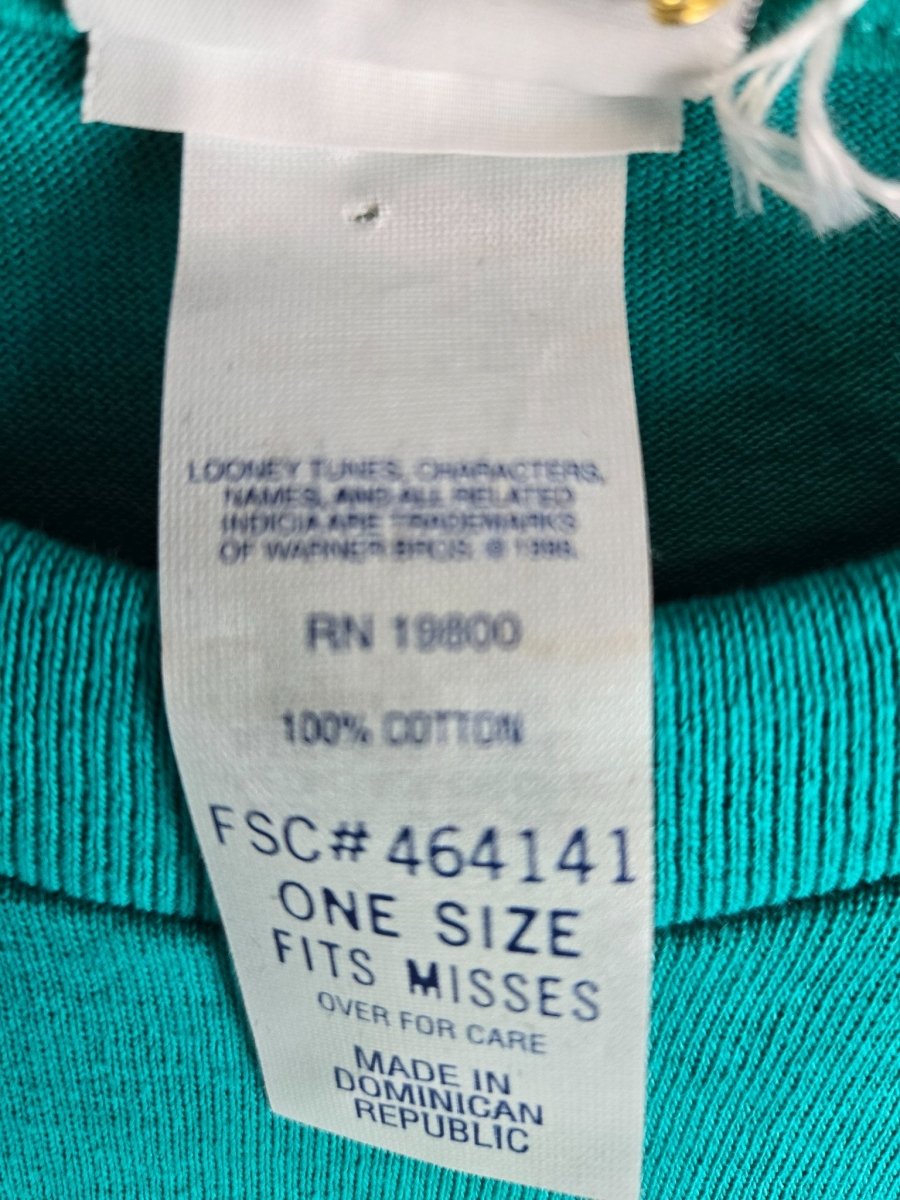 LOONEY TUNES, CHARACTERS,
NAMES, AND ALL RELATED
INDICIA ARE TRADEMARKS
OF WARNER BROS. ©
RN 19800
100% COTTON
FSC# 464141
ONE SIZE
FITS MISSES
OVER FOR CARE
MADE IN
DOMINICAN
REPUBLIC